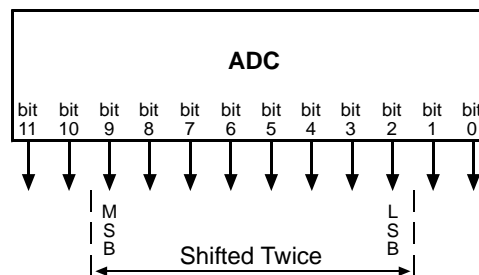 ADC
bit bit bit bit bit bit bit bit bit bit bit bit
11 10 9 8 7 6 5 4 3 2 1 0
M L
S S
B B
Shifted Twice